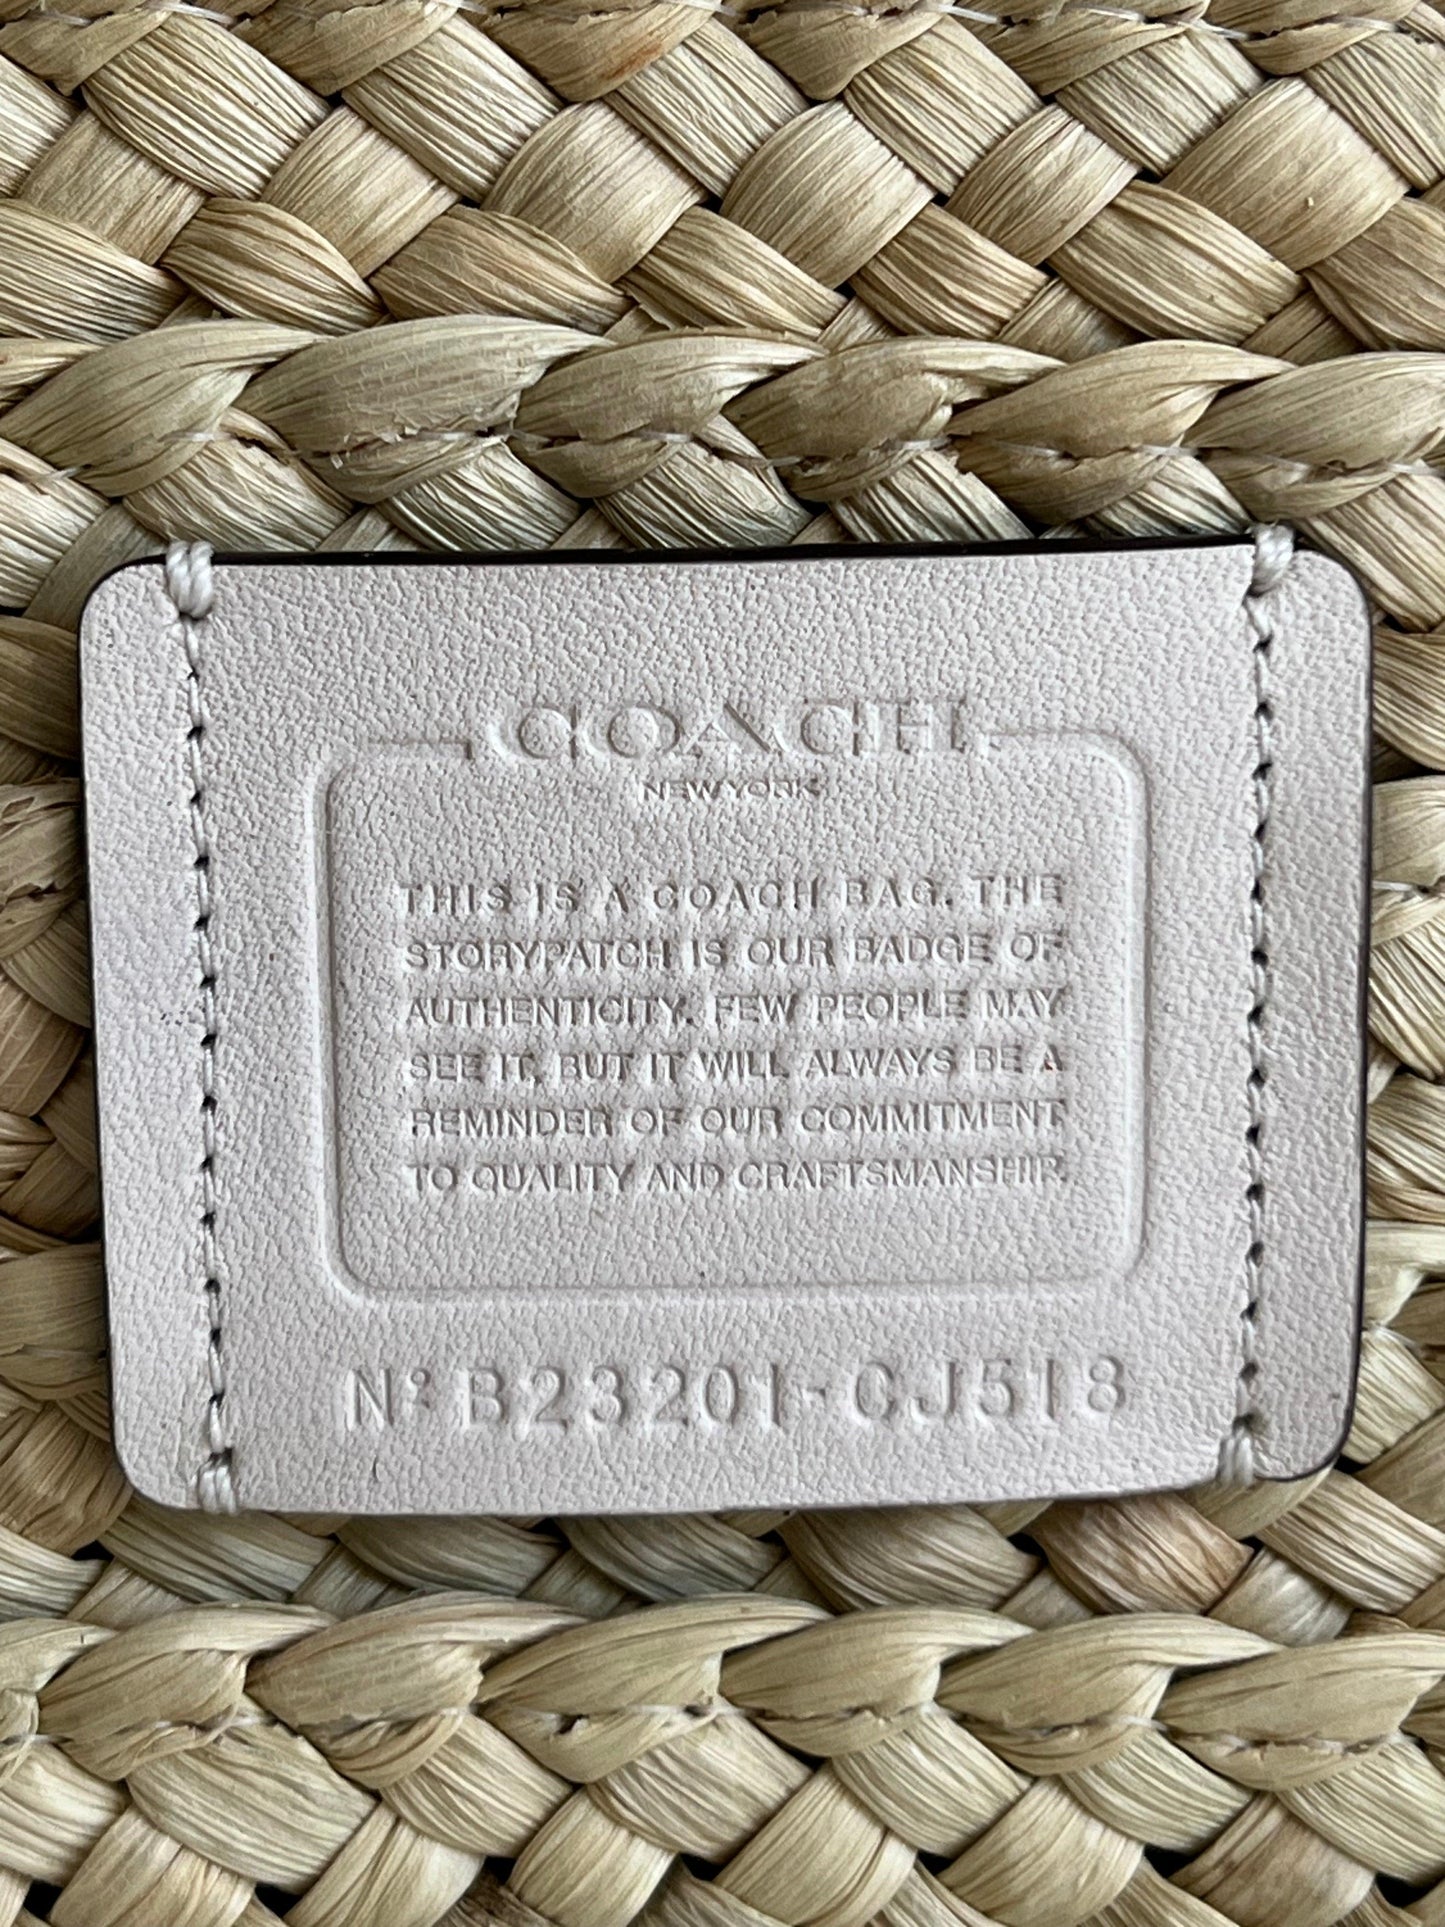 COACH
NEW YORK
THIS IS A COACH BAG. THE
STORYPATCH IS OUR BADGE OF
AUTHENTICITY. FEW PEOPLE MAY
SEE IT, BUT IT WILL ALWAYS BE A
REMINDER OF OUR COMMITMENT
TO QUALITY AND CRAFTSMANSHIP.
Nº B23201-CJ518